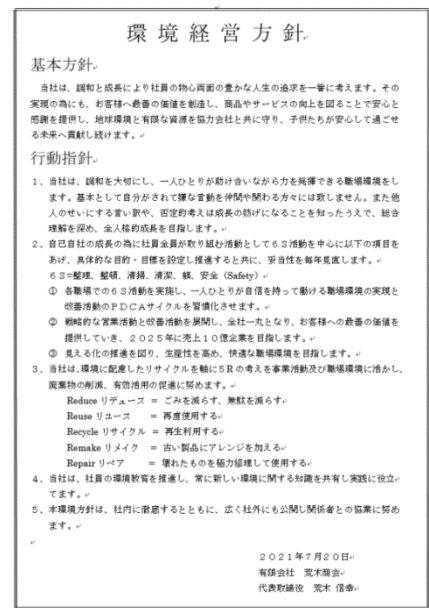 環境経営方針
基本方針
当社は、調和と成長により社員の物心両面の豊かな人生の追求を一番に考えます。その
実現の為にも、お客様へ最善の価値を創造し、商品やサービスの向上を図ることで安心と
感謝を提供し、地球環境と有限な資源を協力会社と共に守り、子供たちが安心して過ごせ
る未来へ貢献し続けます。
行動指針
1、当社は、調和を大切にし、一人ひとりが助け合いながら力を発揮できる職場環境をし
ます。基本として自分がされて嫌な言動を仲間や関わる方々には致しません。また他
人のせいにする言い訳や、否定的考えは成長の妨げになることを知ったうえで、総合
理解を深め、全人格的成長を目指します。
2、自己自社の成長の為に社員全員が取り組む活動として6S活動を中心に以下の項目を
あげ、具体的な目的・目標を設定し推進すると共に、妥当性を毎年見直します。
6S=整理、整頓、清掃、清潔、躾、安全 (Safety)
① 各職場での6S活動を実施し、一人ひとりが自信を持って働ける職場環境の実現と
改善活動のPDCAサイクルを習慣化させます。
② 戦略的な営業活動と改善活動を展開し、全社一丸となり、お客様への最善の価値を
提供していき、2025年に売上10億企業を目指します。
③ 見える化の推進を図り、生産性を高め、快適な職場環境を目指します。
3、当社は、環境に配慮したリサイクルを軸に5Rの考えを事業活動及び職場環境に活かし、
廃棄物の削減、有効活用の促進に努めます。
Reduce リデュース = ごみを減らす、無駄を減らす
Reuse リユース = 再度使用する
Recycle リサイクル = 再生利用する
Remake リメイク = 古い製品にアレンジを加える
Repair リペア = 壊れたものを極力修理して使用する
4、当社は、社員の環境教育を推進し、常に新しい環境に関する知識を共有し実践に役立
てます。
5、本環境方針は、社内に徹底するとともに、広く社外にも公開し関係者との協業に努め
ます。
2021年7月20日
有限会社 荒木商会
代表取締役 荒木 信幸